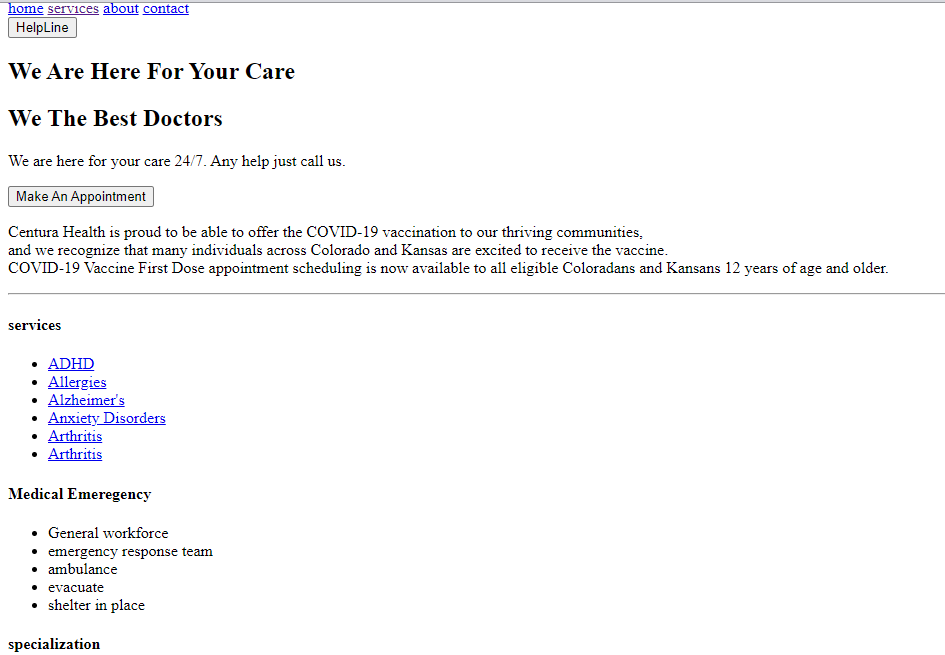 home services about contact
HelpLine
We Are Here For Your Care
We The Best Doctors
We are here for your care 24/7. Any help just call us.
Make An Appointment
Centura Health is proud to be able to offer the COVID-19 vaccination to our thriving communities,
and we recognize that many individuals across Colorado and Kansas are excited to receive the vaccine.
COVID-19 Vaccine First Dose appointment scheduling is now available to all eligible Coloradans and Kansans 12 years of age and older.
services
ADHD
Allergies
Alzheimer's
Anxiety Disorders
Arthritis
Arthritis
Medical Emeregency
General workforce
emergency response team
ambulance
evacuate
shelter in place
specialization